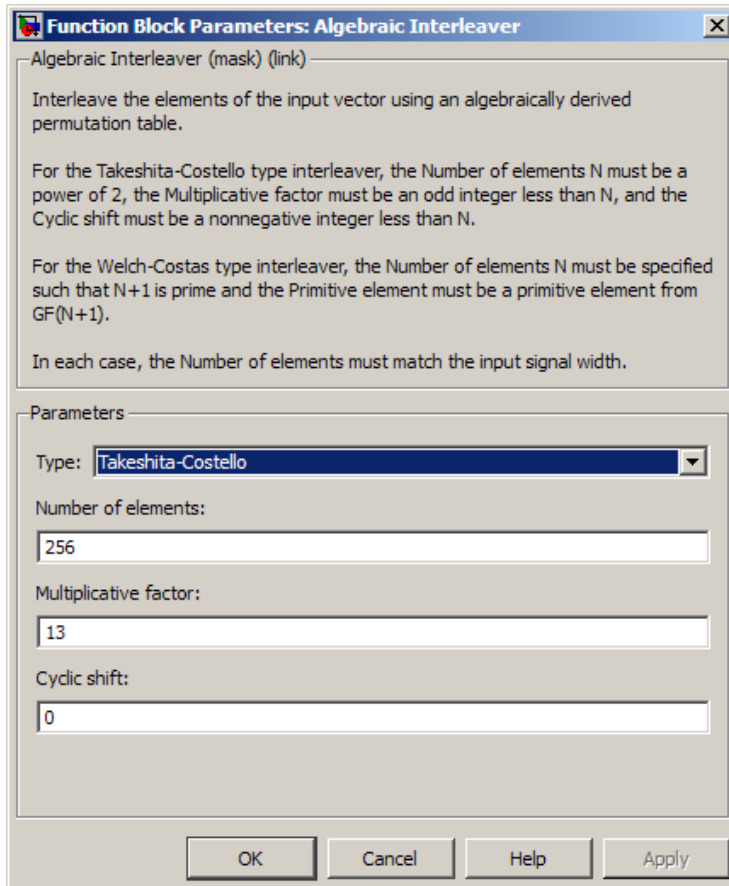 Function Block Parameters: Algebraic Interleaver
Algebraic Interleaver (mask) (link)
Interleave the elements of the input vector using an algebraically derived
permutation table.
For the Takeshita-Costello type interleaver, the Number of elements N must be a
power of 2, the Multiplicative factor must be an odd integer less than N, and the
Cyclic shift must be a nonnegative integer less than N.
For the Welch-Costas type interleaver, the Number of elements N must be specified
such that N+1 is prime and the Primitive element must be a primitive element from
GF(N+1).
In each case, the Number of elements must match the input signal width.
Parameters
Type: Takeshita-Costello
Number of elements:
256
Multiplicative factor:
13
Cyclic shift:
0
OK Cancel Help Apply